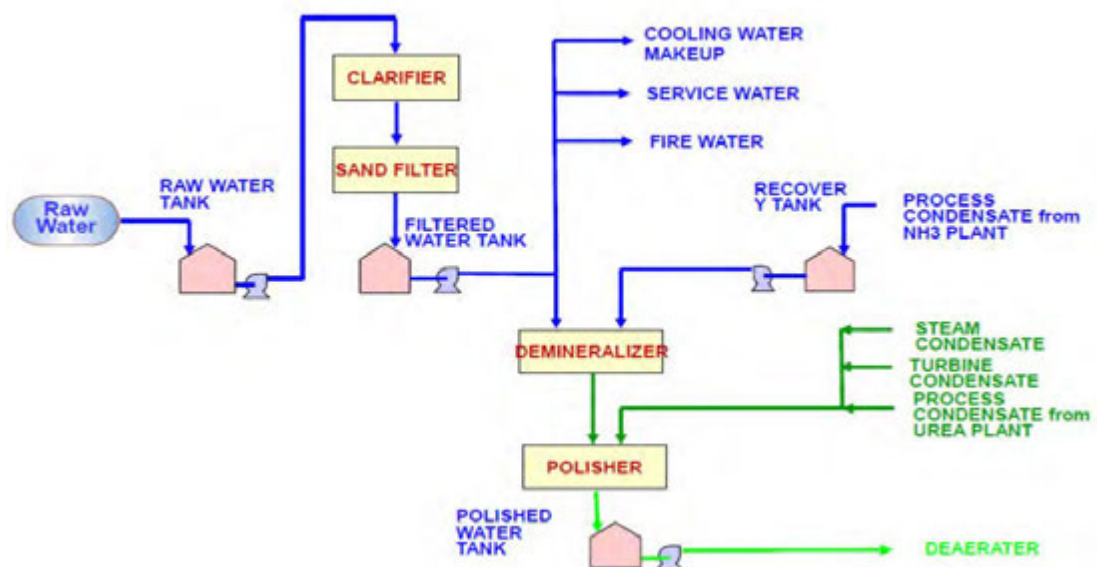 COOLING WATER
MAKEUP
CLARIFIER
SERVICE WATER
FIRE WATER
SAND FILTER
RAW WATER
TANK
Raw
Water
FILTERED
WATER TANK
RECOVER
Y TANK
PROCESS
CONDENSATE from
NH3 PLANT
DEMINERALIZER
STEAM
CONDENSATE
TURBINE
CONDENSATE
PROCESS
CONDENSATE from
UREA PLANT
POLISHER
POLISHED
WATER
TANK
DEAERATER